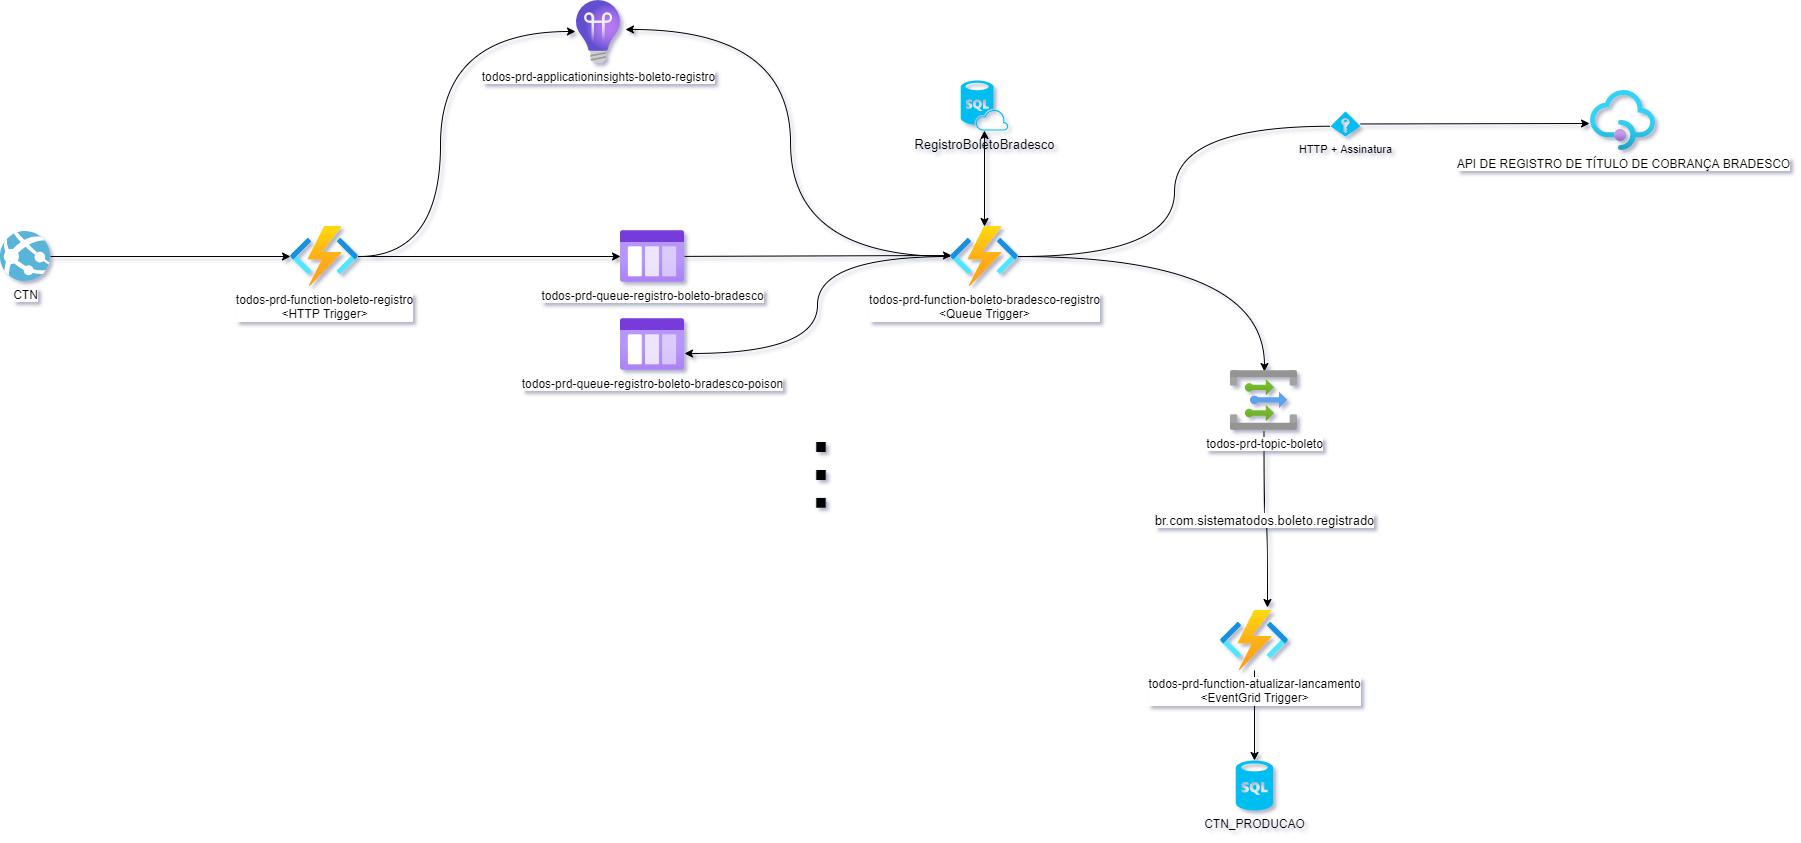 todos-prd-applicationinsights-boleto-registro
SQL
RegistroBoletoBradesco
HTTP + Assinatura
API DE REGISTRO DE TÍTULO DE COBRANÇA BRADESCO
CTN
todos-prd-function-boleto-registro
<HTTP Trigger>
todos-prd-queue-registro-boleto-bradesco
todos-prd-function-boleto-bradesco-registro
<Queue Trigger>
todos-prd-queue-registro-boleto-bradesco-poison
todos-prd-topic-boleto
br.com.sistematodos.boleto.registrado
todos-prd-function-atualizar-lancamento
<EventGrid Trigger>
SQL
CTN_PRODUCAO